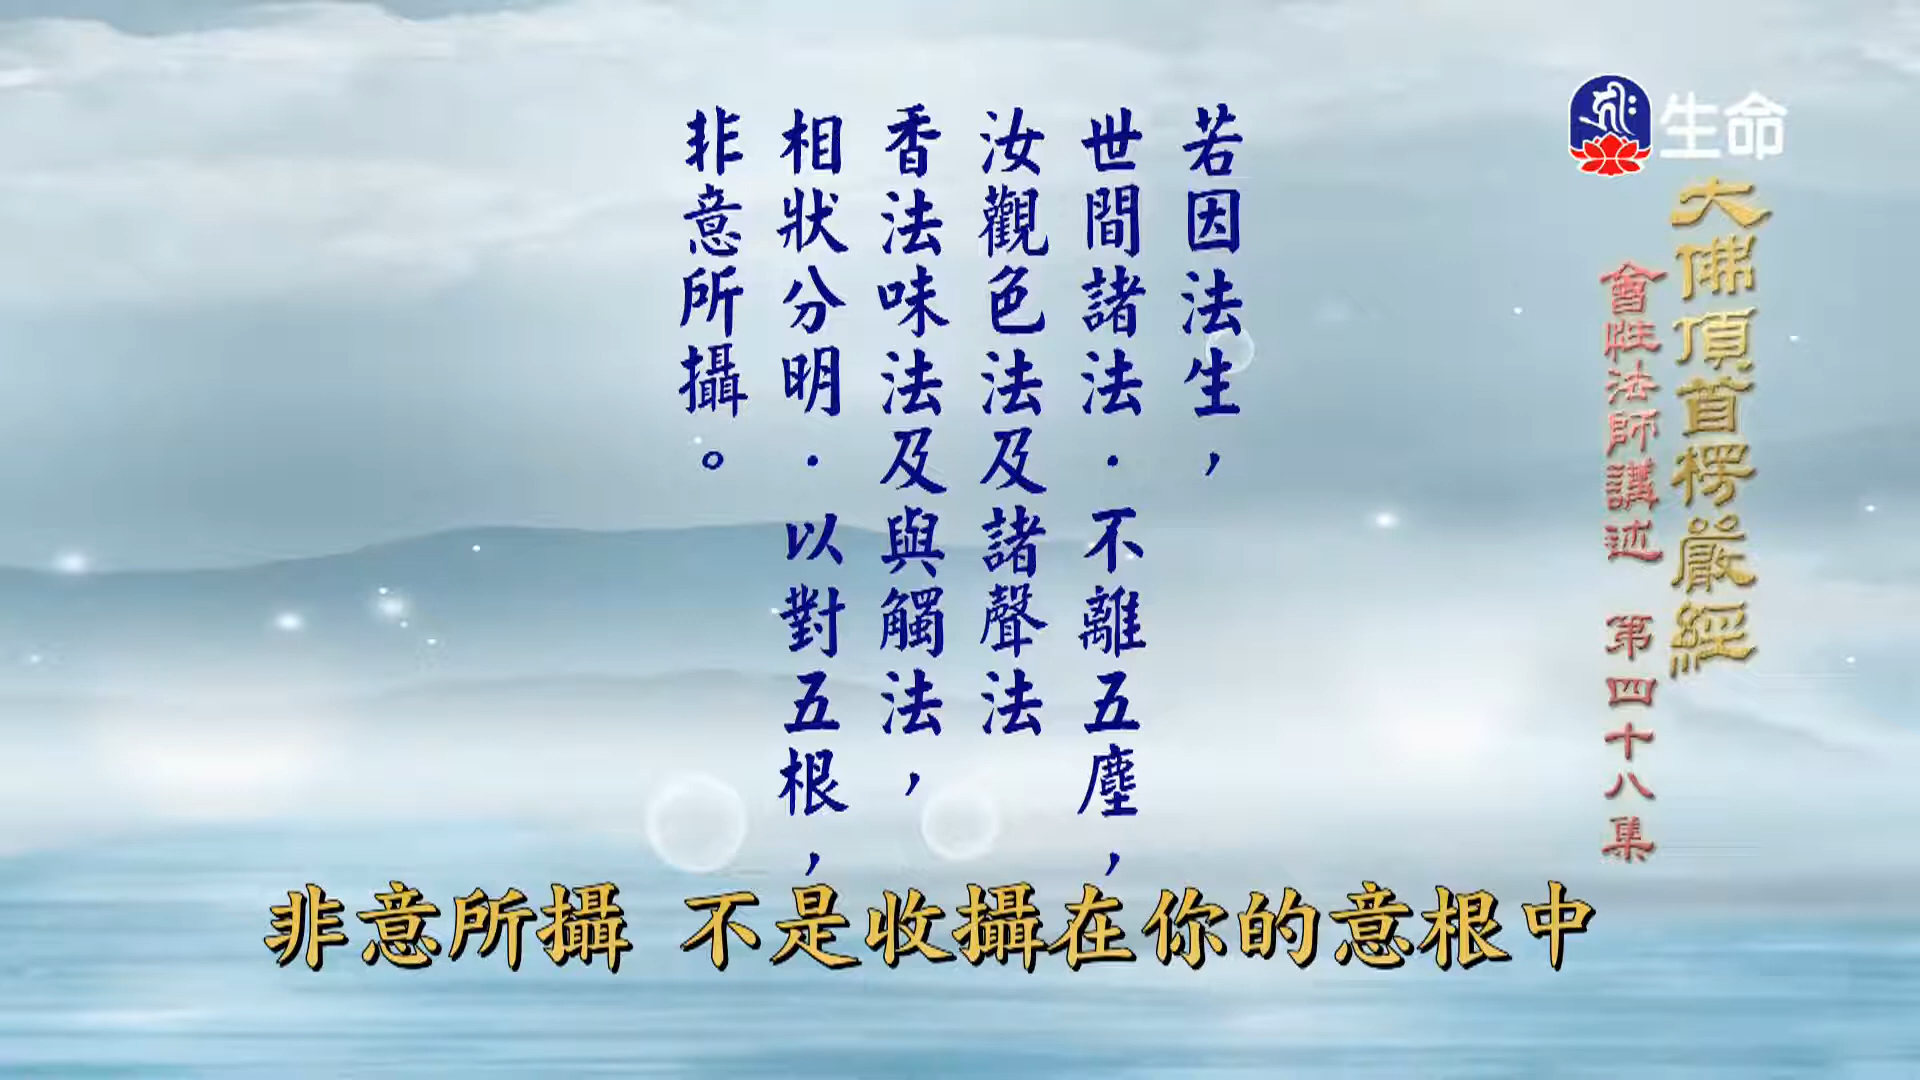 生命
大佛頂首楞嚴經
會性法師講述 第四十八集
若因法生，
世間諸法．不離五塵，
汝觀色法及諸聲法
香法味法及與觸法，
相狀分明．以對五根，
非意所攝。
非意所攝 不是收攝在你的意根中